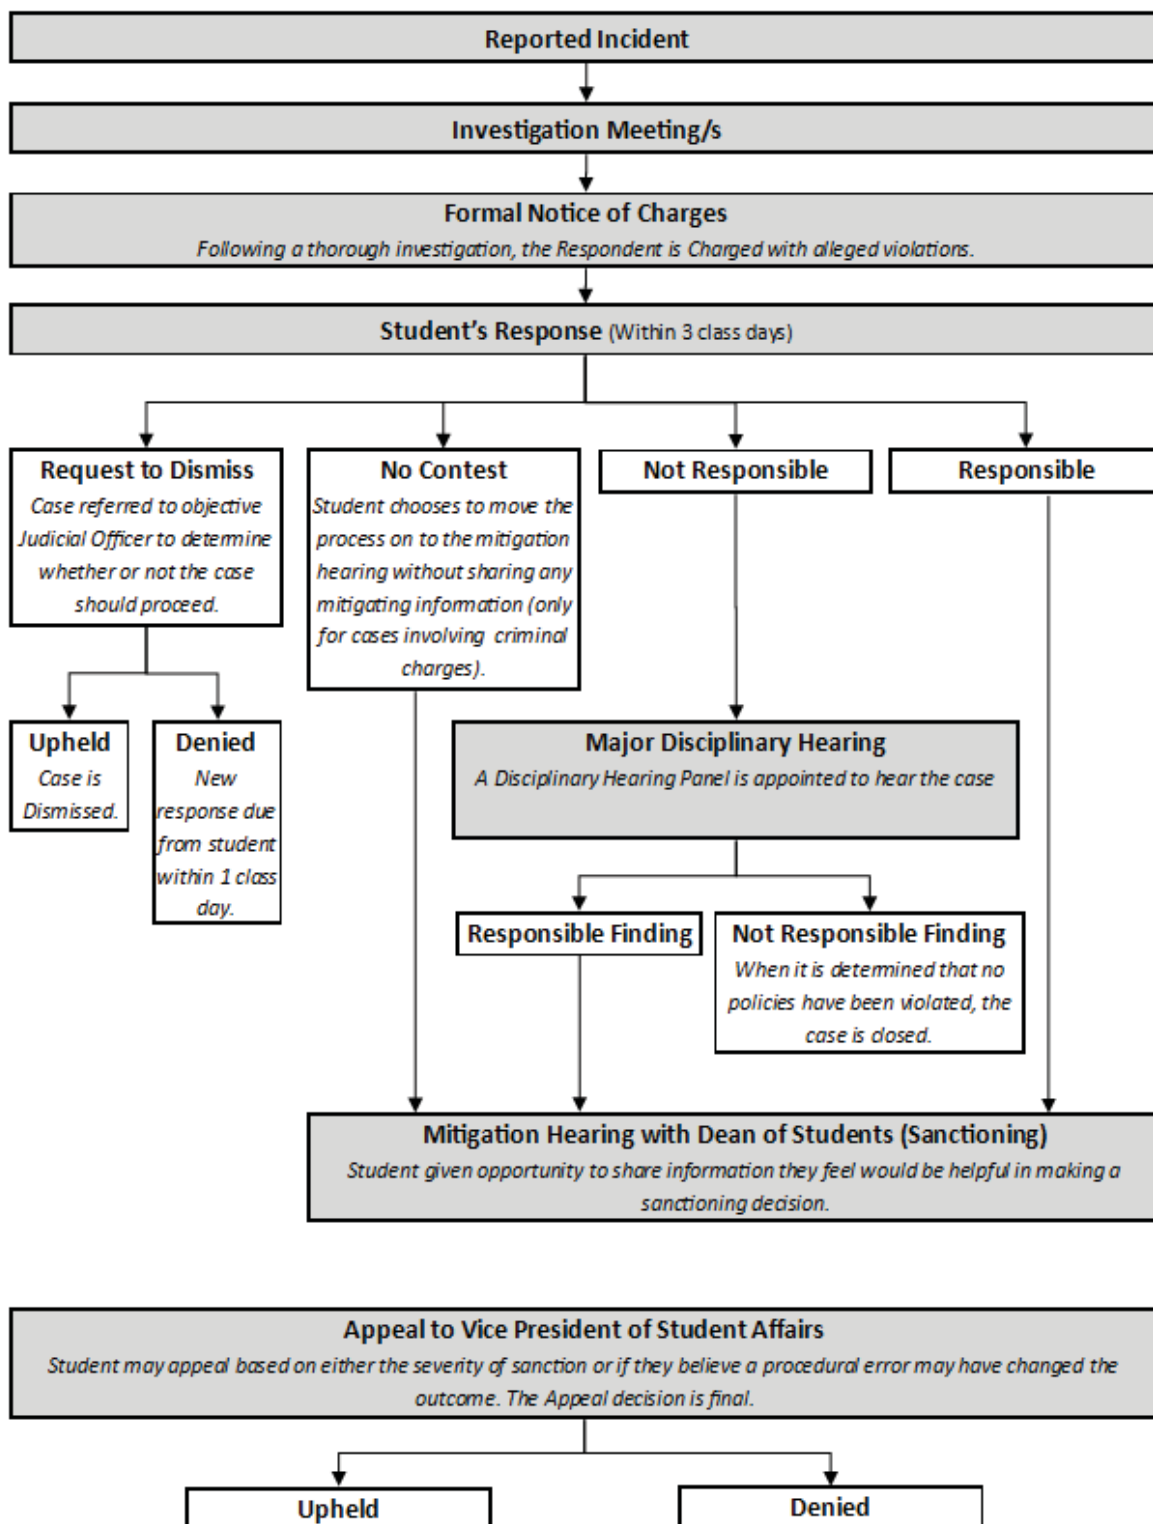 Reported Incident
Investigation Meeting/s
Formal Notice of Charges
Following a thorough investigation, the Respondent is Charged with alleged violations.
Student's Response (Within 3 class days)
Request to Dismiss
Case referred to objective
Judicial Officer to determine
whether or not the case
should proceed.
No Contest
Student chooses to move the
process on to the mitigation
hearing without sharing any
mitigating information (only
for cases involving criminal
charges).
Not Responsible
Responsible
Upheld
Case is
Dismissed.
Denied
New
response due
from student
within 1 class
day.
Major Disciplinary Hearing
A Disciplinary Hearing Panel is appointed to hear the case
Responsible Finding
Not Responsible Finding
When it is determined that no
policies have been violated, the
case is closed.
Mitigation Hearing with Dean of Students (Sanctioning)
Student given opportunity to share information they feel would be helpful in making a
sanctioning decision.
Appeal to Vice President of Student Affairs
Student may appeal based on either the severity of sanction or if they believe a procedural error may have changed the
outcome. The Appeal decision is final.
Upheld
Denied